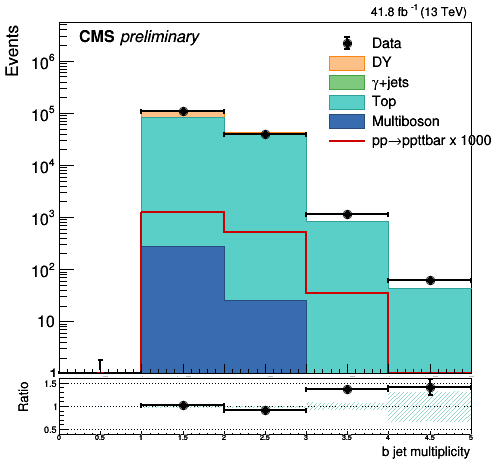 41.8 fb⁻¹ (13 TeV)
CMS preliminary
Events
Data
DY
γ+jets
Top
Multiboson
pp→ppttbar x 1000
10⁶
10⁵
10⁴
10³
10²
10
1
Ratio
1.5
1
0.5
0 0.5 1 1.5 2 2.5 3 3.5 4 4.5 5
b jet multiplicity